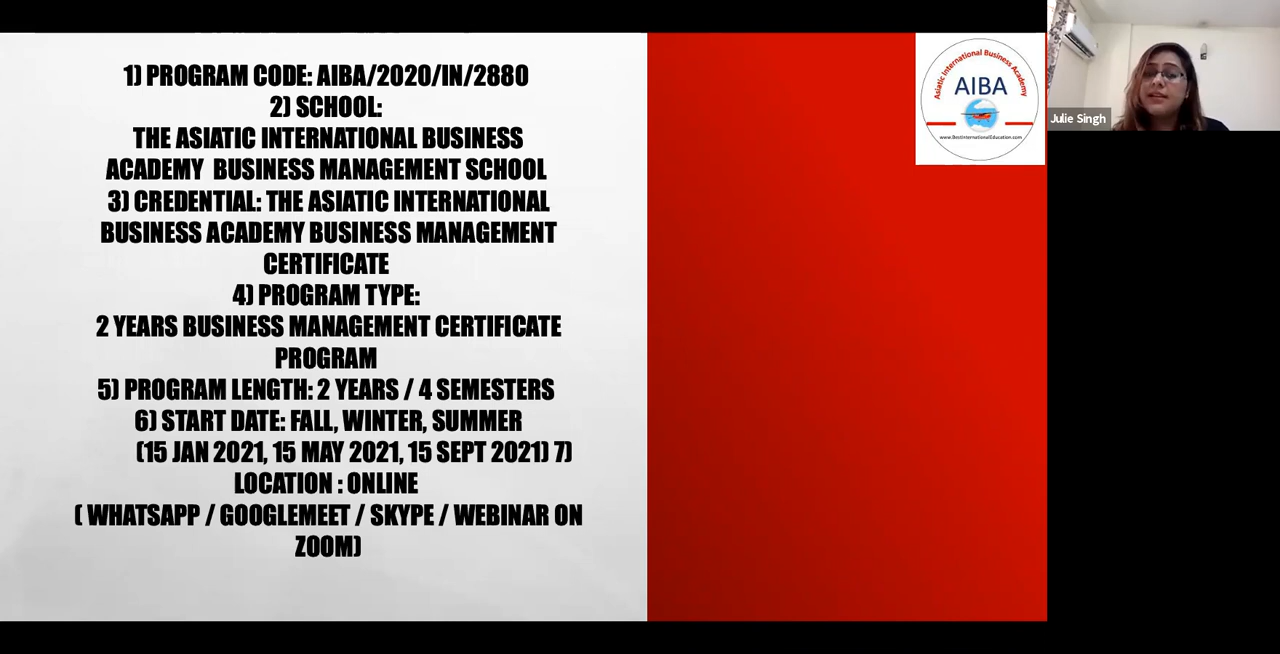 1) PROGRAM CODE: AIBA/2020/IN/2880
2) SCHOOL:
THE ASIATIC INTERNATIONAL BUSINESS
ACADEMY BUSINESS MANAGEMENT SCHOOL
3) CREDENTIAL: THE ASIATIC INTERNATIONAL
BUSINESS ACADEMY BUSINESS MANAGEMENT
CERTIFICATE
4) PROGRAM TYPE:
2 YEARS BUSINESS MANAGEMENT CERTIFICATE
PROGRAM
5) PROGRAM LENGTH: 2 YEARS / 4 SEMESTERS
6) START DATE: FALL, WINTER, SUMMER
(15 JAN 2021, 15 MAY 2021, 15 SEPT 2021) 7)
LOCATION : ONLINE
( WHATSAPP / GOOGLEMEET / SKYPE / WEBINAR ON
ZOOM)
Asiatic International Business Academy
AIBA
www.BestInternationalEducation.com
Julie Singh